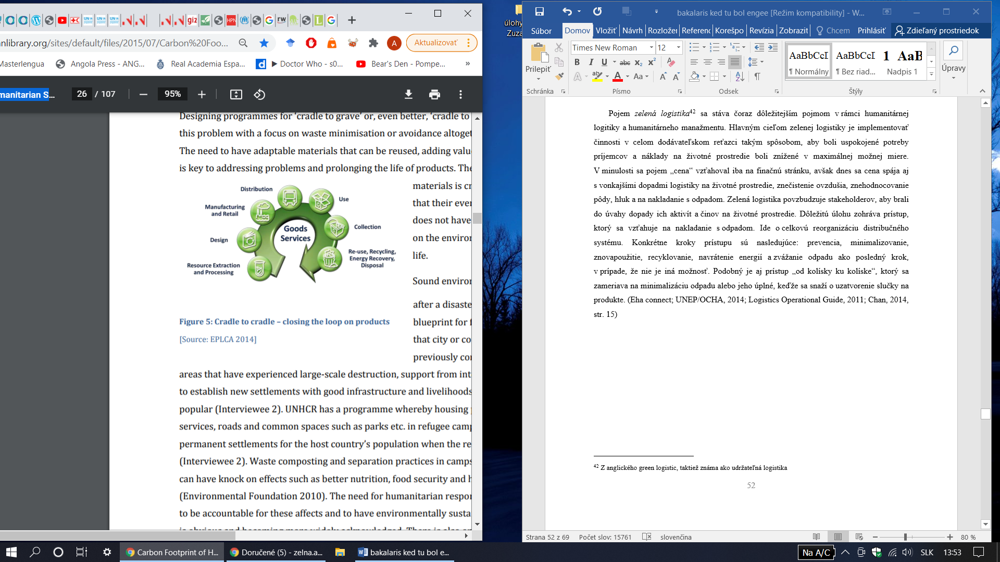 giz
HPN
G
rw
L
G
nlibrary.org/sites/default/files/2015/07/Carbon%20Foo...
A
Aktualizovať
Masterlengua
Angola Press - ANG...
Real Academia Espa...
d
▶ Doctor Who - s0...
Bear's Den - Pompe...
»
manitarian S...
26 / 107
95%
Designing programmes for 'cradle to grave' or, even better, 'cradle to
this problem with a focus on waste minimisation or avoidance altoget
The need to have adaptable materials that can be reused, adding valu
is key to addressing problems and prolonging the life of products. The
materials is cr
that their ever
does not have
on the environ
life.
Sound environ
after a disaste
blueprint for f
that city or co
previously con
Distribution
Use
Manufacturing
and Retail
Goods
Services
Collection
Design
Re-use, Recycling,
Energy Recovery,
Disposal
Resource Extraction
and Processing
Figure 5: Cradle to cradle – closing the loop on products
[Source: EPLCA 2014]
areas that have experienced large-scale destruction, support from int
to establish new settlements with good infrastructure and livelihoods
popular (Interviewee 2). UNHCR has a programme whereby housing p
services, roads and common spaces such as parks etc. in refugee camp
permanent settlements for the host country's population when the re
(Interviewee 2). Waste composting and separation practices in camps
can have knock on effects such as better nutrition, food security and h
(Environmental Foundation 2010). The need for humanitarian respon
to be accountable for these affects and to have environmentally susta
úlohy
Zuza
bakalaris ked tu bol engee [Režim kompatibility] - W...
Súbor
Domov
Vložiť
Návrh
Rozložen
Referenc
Korešpo
Revízia
Zobraziť
Chcem
Prihlásiť
Zdieľaný prostriedok
Prilepiť
Times New Roman
12
B I U abc x₂ x²
A aby A Aa A A
AaBbCcI
AaBbCcI
1 AaB
¶ Normálny
¶ Bez riad...
Nadpis 1
Úpravy
Schránka
Písmo
Odsek
Štýly
Pojem zelená logistika⁴² sa stáva čoraz dôležitejším pojmom v rámci humanitárnej
logitiky a humanitárneho manažmentu. Hlavným cieľom zelenej logistiky je implementovať
činnosti v celom dodávateľskom reťazci takým spôsobom, aby boli uspokojené potreby
príjemcov a náklady na životné prostredie boli znížené v maximálnej možnej miere.
V minulosti sa pojem „cena“ vzťahoval iba na finačnú stránku, avšak dnes sa cena spája aj
s vonkajšími dopadmi logistiky na životné prostredie, znečistenie ovzdušia, znehodnocovanie
pôdy, hluk a na nakladanie s odpadom. Zelená logistika povzbudzuje stakeholderov, aby brali
do úvahy dopady ich aktivít a činov na životné prostredie. Dôležitú úlohu zohráva prístup,
ktorý sa vzťahuje na nakladanie s odpadom. Ide o celkovú reorganizáciu distribučného
systému. Konkrétne kroky prístupu sú nasledujúce: prevencia, minimalizovanie,
znovapoužitie, recyklovanie, navrátenie energií a zvážanie odpadu ako posledný krok,
v prípade, že nie je iná možnosť. Podobný je aj prístup „od kolísky ku kolíske“, ktorý sa
zameriava na minimalizáciu odpadu alebo jeho úplné, keďže sa snaží o uzatvorenie slučky na
produkte. (Eha connect; UNEP/OCHA, 2014; Logistics Operational Guide, 2011; Chan, 2014,
str. 15)
⁴² Z anglického green logistic, taktiež známa ako udržateľná logistika
52
Strana 52 z 69
Počet slov: 15761
slovenčina
80 %
Carbon Footprint of H...
Doručené (5) - zelna.a...
bakalaris ked tu bol e...
Na A/C
SLK
13:53